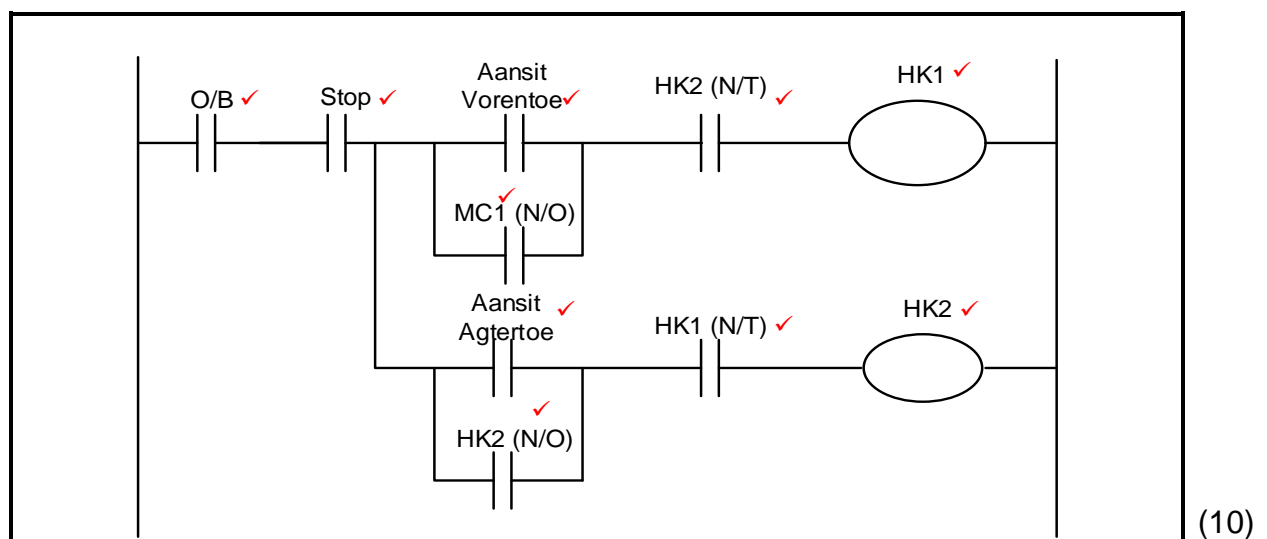 O/B ✓
Stop ✓
Aansit
Vorentoe ✓
HK2 (N/T) ✓
HK1 ✓
MC1 (N/O) ✓
Aansit
Agtertoe ✓
HK1 (N/T) ✓
HK2 ✓
HK2 (N/O) ✓
(10)